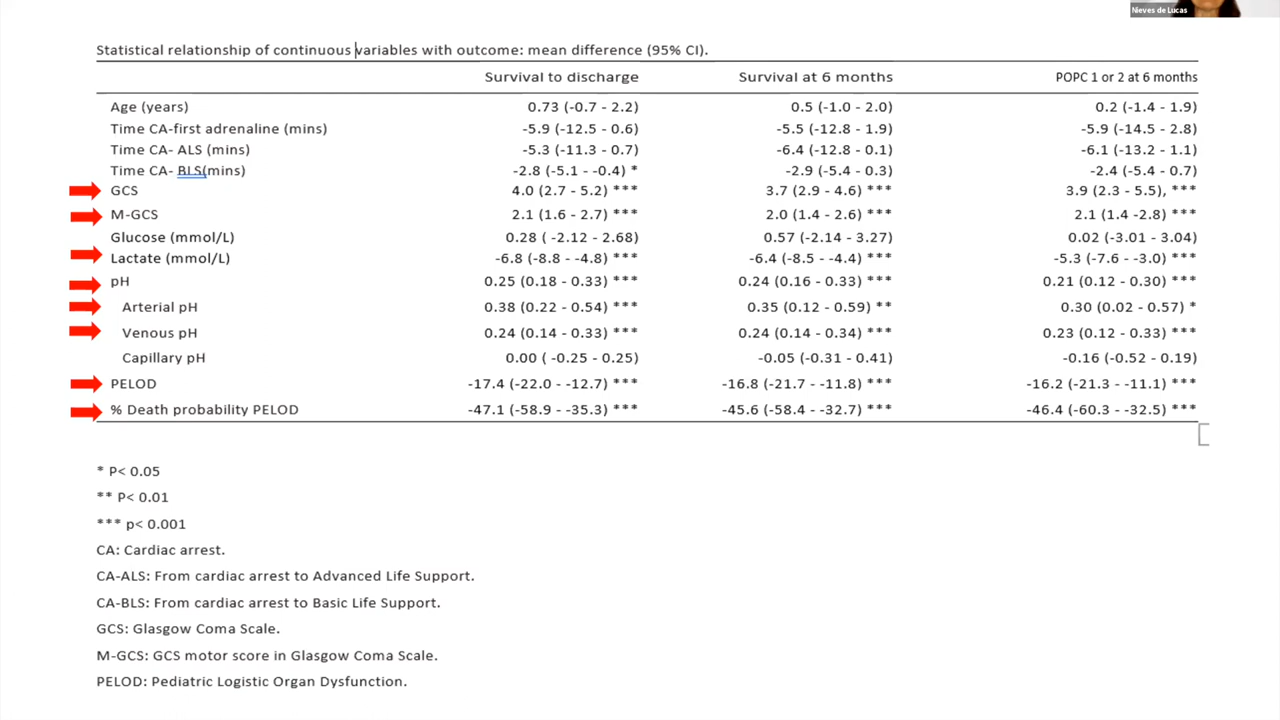 Nieves de Lucas
Statistical relationship of continuous variables with outcome: mean difference (95% CI).
Survival to discharge Survival at 6 months POPC 1 or 2 at 6 months
Age (years) 0.73 (-0.7 - 2.2) 0.5 (-1.0 - 2.0) 0.2 (-1.4 - 1.9)
Time CA-first adrenaline (mins) -5.9 (-12.5 - 0.6) -5.5 (-12.8 - 1.9) -5.9 (-14.5 - 2.8)
Time CA- ALS (mins) -5.3 (-11.3 - 0.7) -6.4 (-12.8 - 0.1) -6.1 (-13.2 - 1.1)
Time CA- BLS(mins) -2.8 (-5.1 - -0.4) * -2.9 (-5.4 - 0.3) -2.4 (-5.4 - 0.7)
GCS 4.0 (2.7 - 5.2) *** 3.7 (2.9 - 4.6) *** 3.9 (2.3 - 5.5), ***
M-GCS 2.1 (1.6 - 2.7) *** 2.0 (1.4 - 2.6) *** 2.1 (1.4 -2.8) ***
Glucose (mmol/L) 0.28 ( -2.12 - 2.68) 0.57 (-2.14 - 3.27) 0.02 (-3.01 - 3.04)
Lactate (mmol/L) -6.8 (-8.8 - -4.8) *** -6.4 (-8.5 - -4.4) *** -5.3 (-7.6 - -3.0) ***
pH 0.25 (0.18 - 0.33) *** 0.24 (0.16 - 0.33) *** 0.21 (0.12 - 0.30) ***
Arterial pH 0.38 (0.22 - 0.54) *** 0.35 (0.12 - 0.59) ** 0.30 (0.02 - 0.57) *
Venous pH 0.24 (0.14 - 0.33) *** 0.24 (0.14 - 0.34) *** 0.23 (0.12 - 0.33) ***
Capillary pH 0.00 ( -0.25 - 0.25) -0.05 (-0.31 - 0.41) -0.16 (-0.52 - 0.19)
PELOD -17.4 (-22.0 - -12.7) *** -16.8 (-21.7 - -11.8) *** -16.2 (-21.3 - -11.1) ***
% Death probability PELOD -47.1 (-58.9 - -35.3) *** -45.6 (-58.4 - -32.7) *** -46.4 (-60.3 - -32.5) ***
* P< 0.05
** P< 0.01
*** p< 0.001
CA: Cardiac arrest.
CA-ALS: From cardiac arrest to Advanced Life Support.
CA-BLS: From cardiac arrest to Basic Life Support.
GCS: Glasgow Coma Scale.
M-GCS: GCS motor score in Glasgow Coma Scale.
PELOD: Pediatric Logistic Organ Dysfunction.